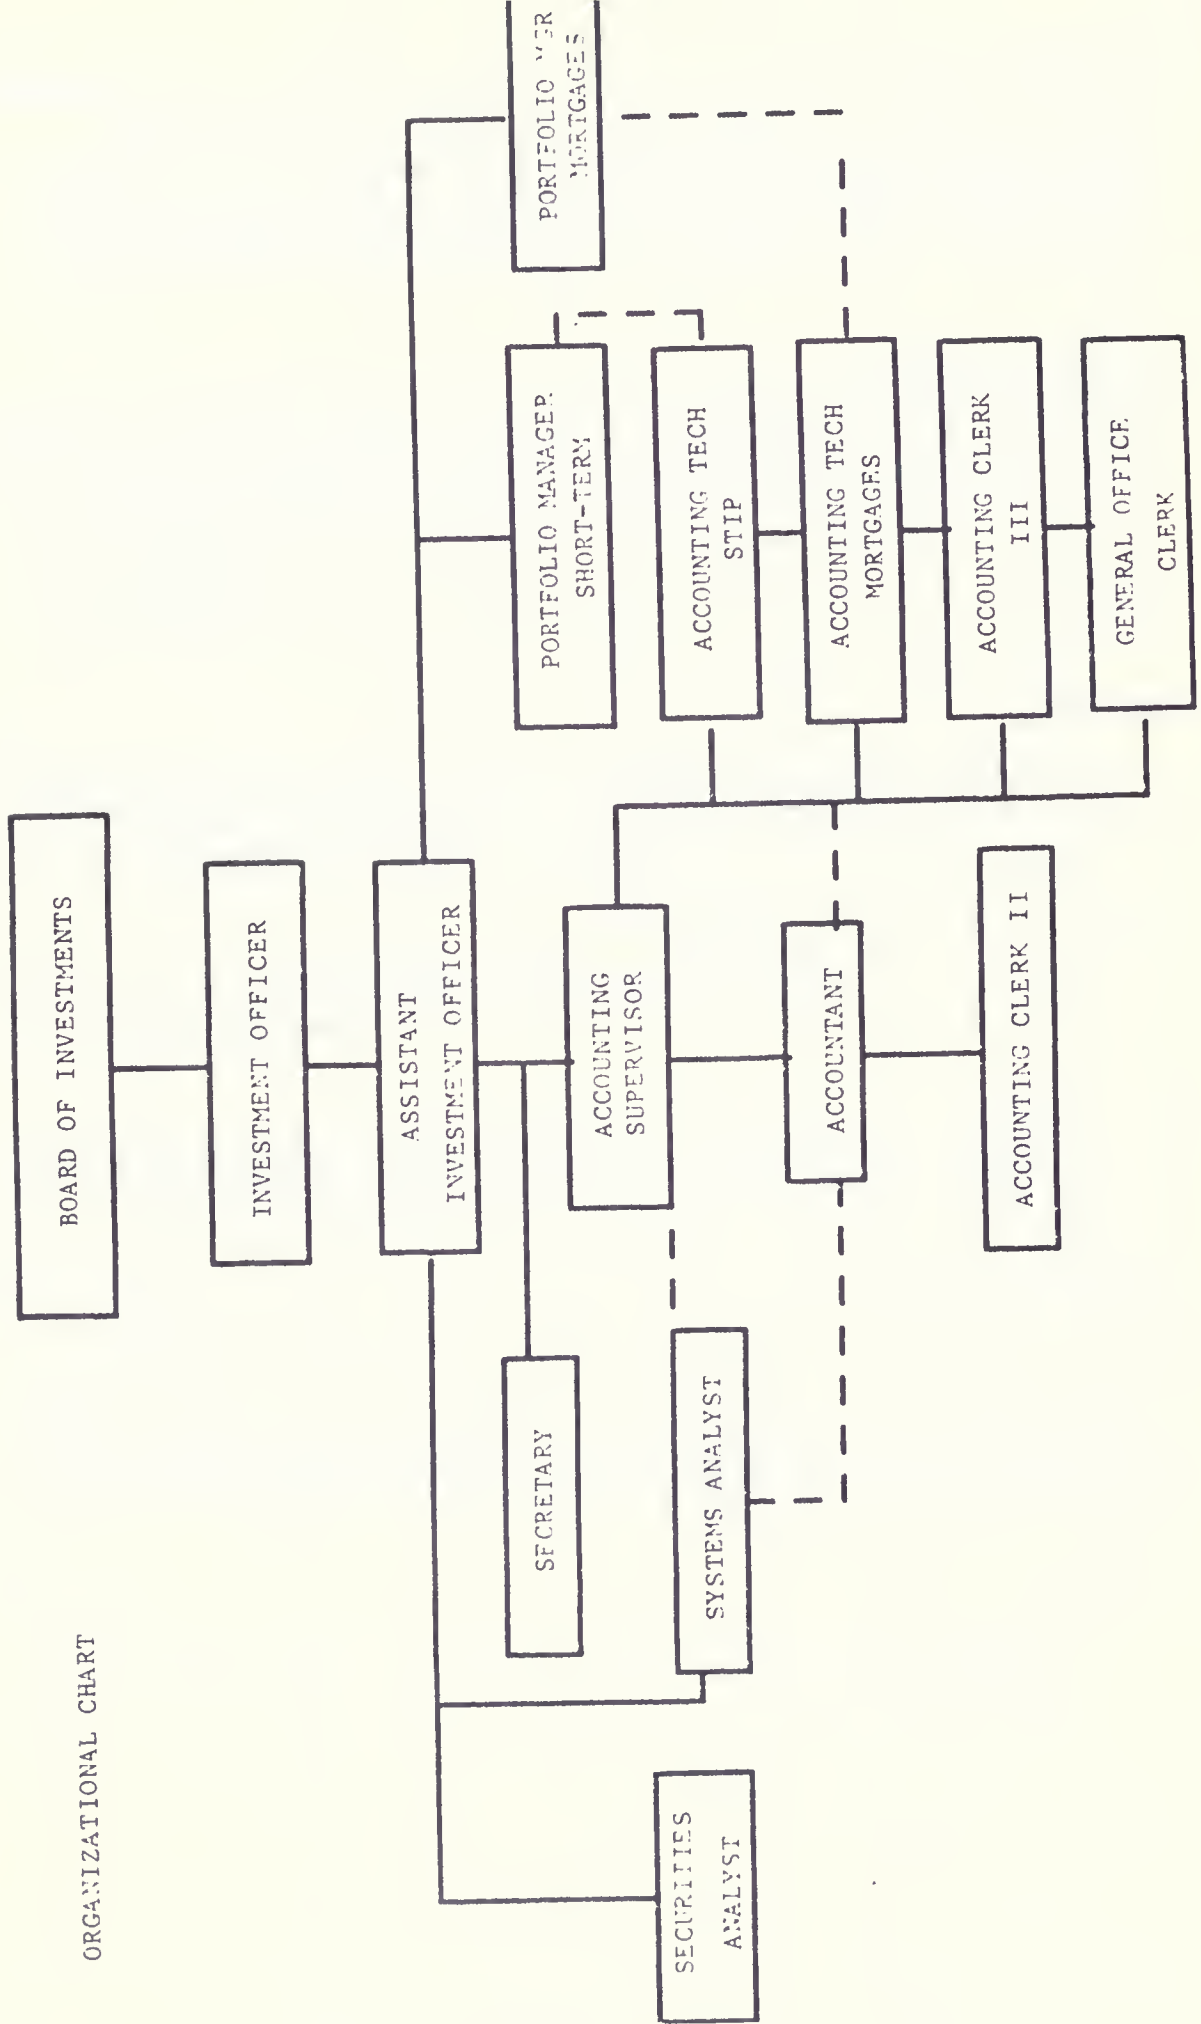 ORGANIZATIONAL CHART
BOARD OF INVESTMENTS
INVESTMENT OFFICER
ASSISTANT
INVESTMENT OFFICER
SECRETARY
ACCOUNTING
SUPERVISOR
PORTFOLIO MANAGER
SHORT-TERM
PORTFOLIO MGR
MORTGAGES
SECURITIES
ANALYST
SYSTEMS ANALYST
ACCOUNTANT
ACCOUNTING TECH
STIP
ACCOUNTING TECH
MORTGAGES
ACCOUNTING CLERK II
ACCOUNTING CLERK
III
GENERAL OFFICE
CLERK